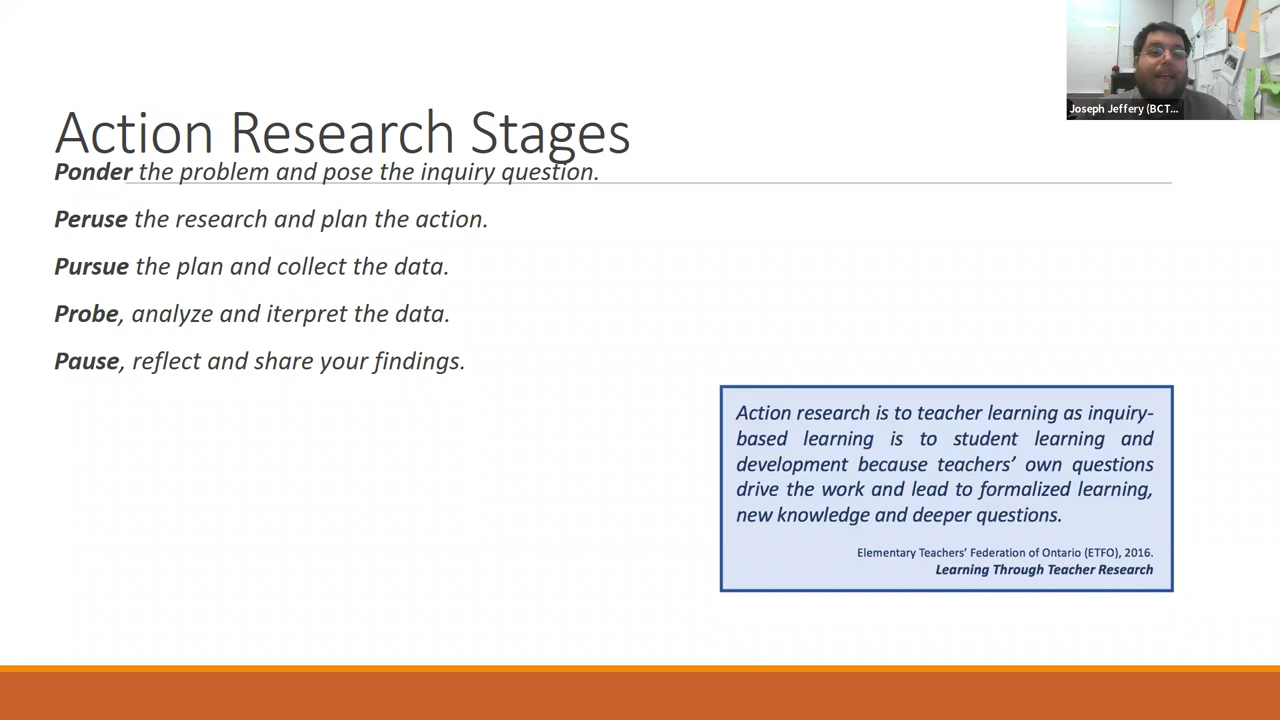 Joseph Jeffery (BCT...
Action Research Stages
Ponder the problem and pose the inquiry question.
Peruse the research and plan the action.
Pursue the plan and collect the data.
Probe, analyze and iterpret the data.
Pause, reflect and share your findings.
Action research is to teacher learning as inquiry-
based learning is to student learning and
development because teachers’ own questions
drive the work and lead to formalized learning,
new knowledge and deeper questions.
Elementary Teachers’ Federation of Ontario (ETFO), 2016.
Learning Through Teacher Research